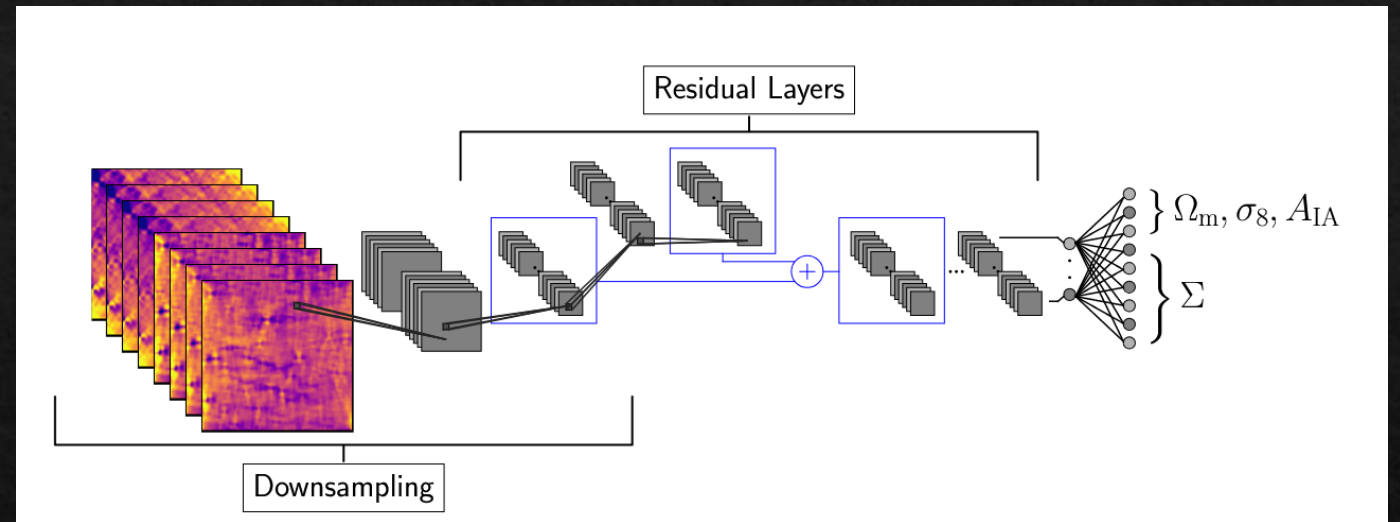 Residual Layers
Ωm, σ8, AIA
Σ
+
...
Downsampling